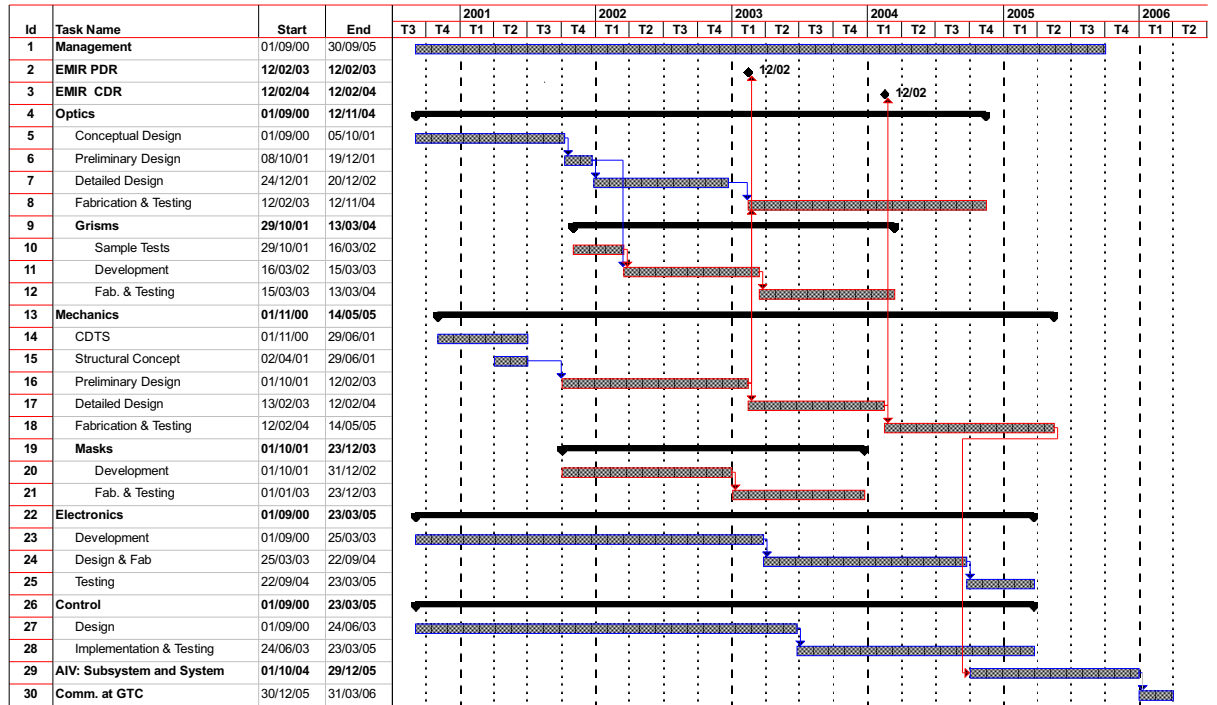 2001 2002 2003 2004 2005 2006
Id Task Name Start End T3 T4 T1 T2 T3 T4 T1 T2 T3 T4 T1 T2 T3 T4 T1 T2 T3 T4 T1 T2 T3 T4 T1 T2
1 Management 01/09/00 30/09/05
2 EMIR PDR 12/02/03 12/02/03 12/02
3 EMIR CDR 12/02/04 12/02/04 12/02
4 Optics 01/09/00 12/11/04
5 Conceptual Design 01/09/00 05/10/01
6 Preliminary Design 08/10/01 19/12/01
7 Detailed Design 24/12/01 20/12/02
8 Fabrication & Testing 12/02/03 12/11/04
9 Grisms 29/10/01 13/03/04
10 Sample Tests 29/10/01 16/03/02
11 Development 16/03/02 15/03/03
12 Fab. & Testing 15/03/03 13/03/04
13 Mechanics 01/11/00 14/05/05
14 CDTS 01/11/00 29/06/01
15 Structural Concept 02/04/01 29/06/01
16 Preliminary Design 01/10/01 12/02/03
17 Detailed Design 13/02/03 12/02/04
18 Fabrication & Testing 12/02/04 14/05/05
19 Masks 01/10/01 23/12/03
20 Development 01/10/01 31/12/02
21 Fab. & Testing 01/01/03 23/12/03
22 Electronics 01/09/00 23/03/05
23 Development 01/09/00 25/03/03
24 Design & Fab 25/03/03 22/09/04
25 Testing 22/09/04 23/03/05
26 Control 01/09/00 23/03/05
27 Design 01/09/00 24/06/03
28 Implementation & Testing 24/06/03 23/03/05
29 AIV: Subsystem and System 01/10/04 29/12/05
30 Comm. at GTC 30/12/05 31/03/06